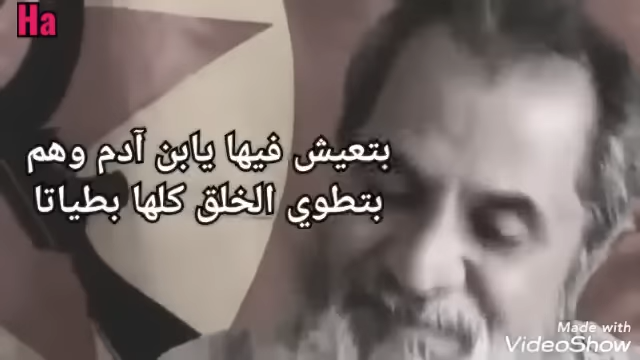 Ha
بتعيش فيها يابن آدم وهم
بتطوي الخلق كلها بطياتا
Made with
VideoShow